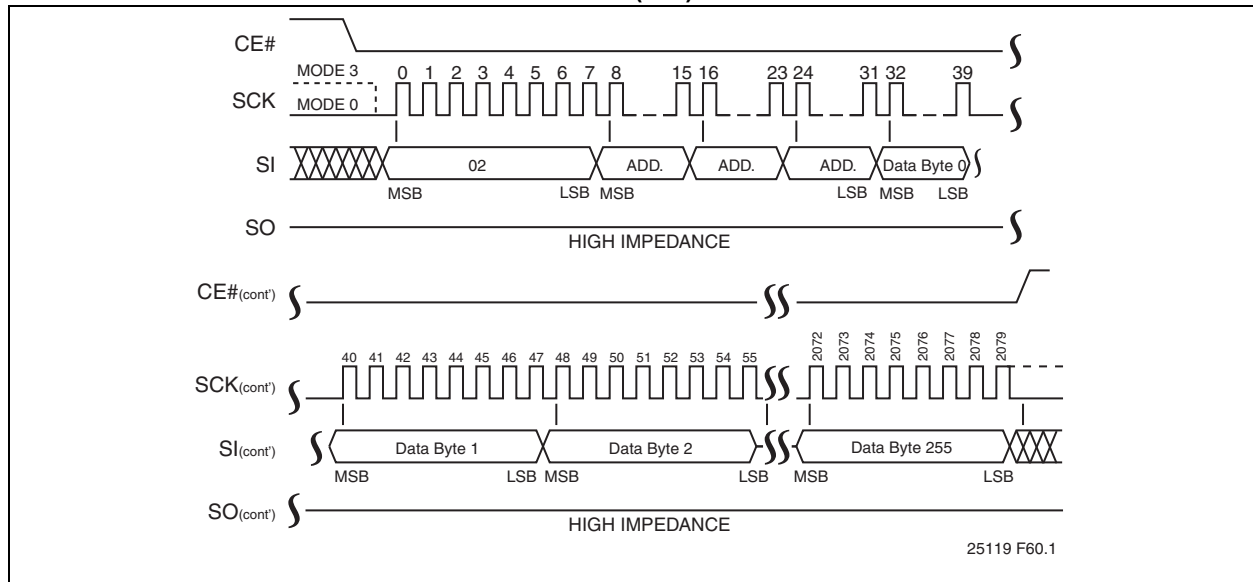 CE#
MODE 3
0 1 2 3 4 5 6 7 8 15 16 23 24 31 32 39
SCK
MODE 0
SI
02
ADD.
ADD.
ADD.
Data Byte 0
MSB LSB MSB LSB MSB LSB
SO
HIGH IMPEDANCE
CE#(cont')
40 41 42 43 44 45 46 47 48 49 50 51 52 53 54 55
2072 2073 2074 2075 2076 2077 2078 2079
SCK(cont')
SI(cont')
Data Byte 1
Data Byte 2
Data Byte 255
MSB LSB MSB LSB MSB LSB
SO(cont')
HIGH IMPEDANCE
25119 F60.1